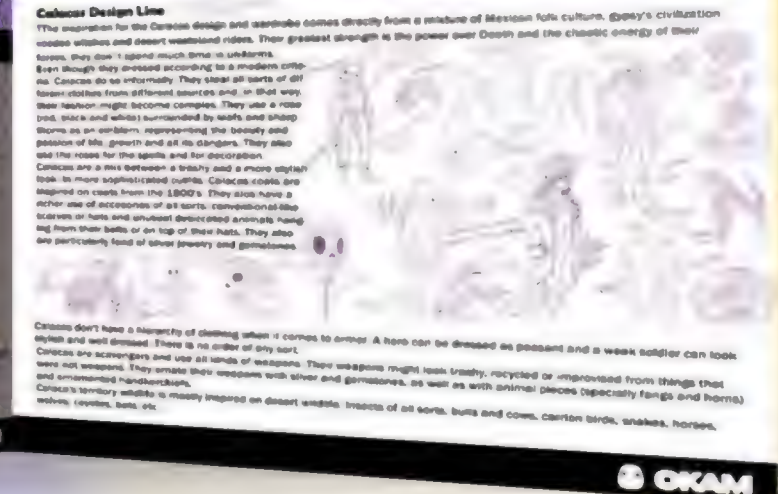 Calacas Design Line
The inspiration for the Calacas design and wardrobe comes directly from a mixture of Mexican folk culture, gypsy's civilization
voodoo witches and desert wasteland riders. Their greatest strength is the power over Death and the chaotic energy of their
forces, they don't spend much time in uniforms.
Even though they dressed according to a modern
Calacas do so informally. They steal all sorts of dif
ferent clothes from different sources and, in that way,
their fashion might become complex. They use a rose
(red, black and white) surrounded by leafs and sharp
thorns as an emblem, representing the beauty and
passion of life, growth and all its dangers. They also
use the roses for the spells and for decoration.
Calacas are a mix between a trashy and a more stylish
look. In more sophisticated outfits, Calacas coats are
inspired on coats from the 1800's. They also have a
richer use of accessories of all sorts, conventional like
scarves or hats and unusual desiccated animals hang
ing from their belts or on top of their hats. They also
are particularly fond of silver jewelry and gemstones.
Calacas don't have a hierarchy of clothing when it comes to armor. A hero can be dressed as peasant and a weak soldier can look
stylish and well dressed. There is no order of any sort.
Calacas are scavengers and use all kinds of weapons. They weapons might look trashy, recycled or improvised from things that
were not weapons. They ornate their weapons with silver and gemstones, as well as with animal pieces (specially fangs and horns)
and ornamented handkerchiefs.
Calaca's territory wildlife is mostly inspired on desert wildlife. Insects of all sorts, bulls and cows, carrion birds, snakes, horses,
wolves, coyotes, bats, etc.
OKAM